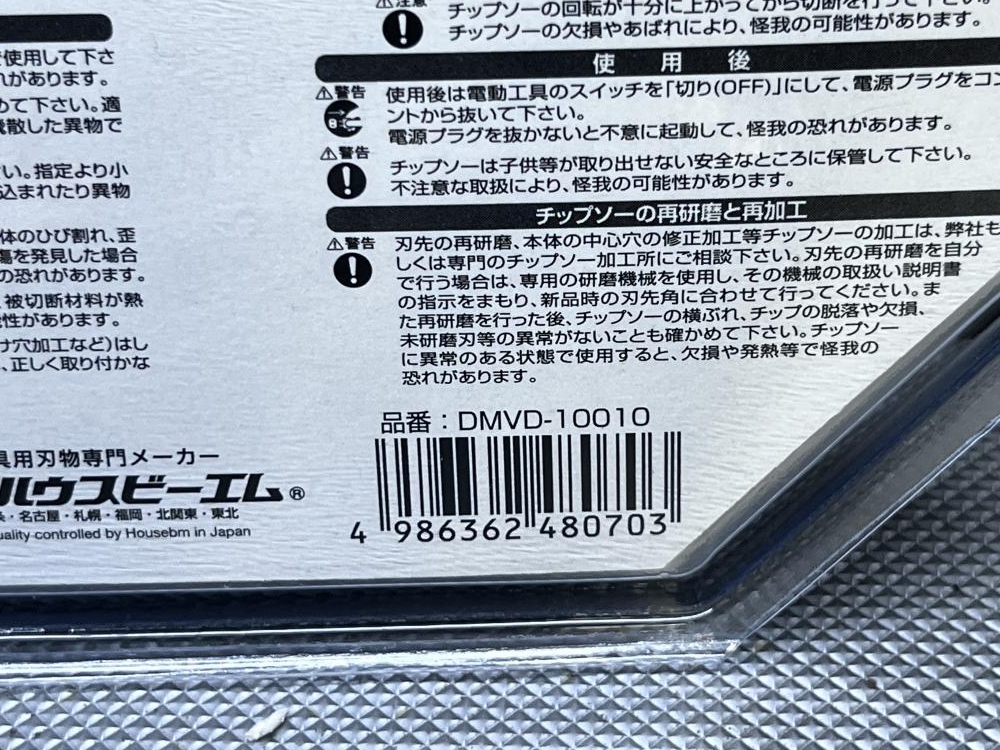 使用して下さ
れがあります。
めて下さい。適
飛散した異物で
い。指定より小
込まれたり異物
体のひび割れ、歪
傷を発見した場合
の恐れがあります。
、被切断材料が熱
性があります。
け穴加工など)はし
、正しく取り付かな
具用刃物専門メーカー
ハウスビーエム®
・名古屋・札幌・福岡・北関東・東北
uality controlled by Housebm in Japan
注意
チップソーの回転が十分に上がってから切断を行って下さい。
チップソーの欠損やあばれにより、怪我の可能性があります。
使用後
警告
使用後は電動工具のスイッチを「切り(OFF)」にして、電源プラグをコン
ントから抜いて下さい。
電源プラグを抜かないと不意に起動して、怪我の恐れがあります。
警告
チップソーは子供等が取り出せない安全なところに保管して下さい。
不注意な取扱により、怪我の可能性があります。
チップソーの再研磨と再加工
警告
刃先の再研磨、本体の中心穴の修正加工等チップソーの加工は、弊社も
しくは専門のチップソー加工所にご相談下さい。刃先の再研磨を自分
で行う場合は、専用の研磨機械を使用し、その機械の取扱い説明書
の指示をまもり、新品時の刃先角に合わせて行ってください。ま
た再研磨を行った後、チップソーの横ぶれ、チップの脱落や欠損、
未研磨刃等の異常がないことも確かめて下さい。チップソー
に異常のある状態で使用すると、欠損や発熱等で怪我の
恐れがあります。
品番：DMVD-10010
4 986362 480703